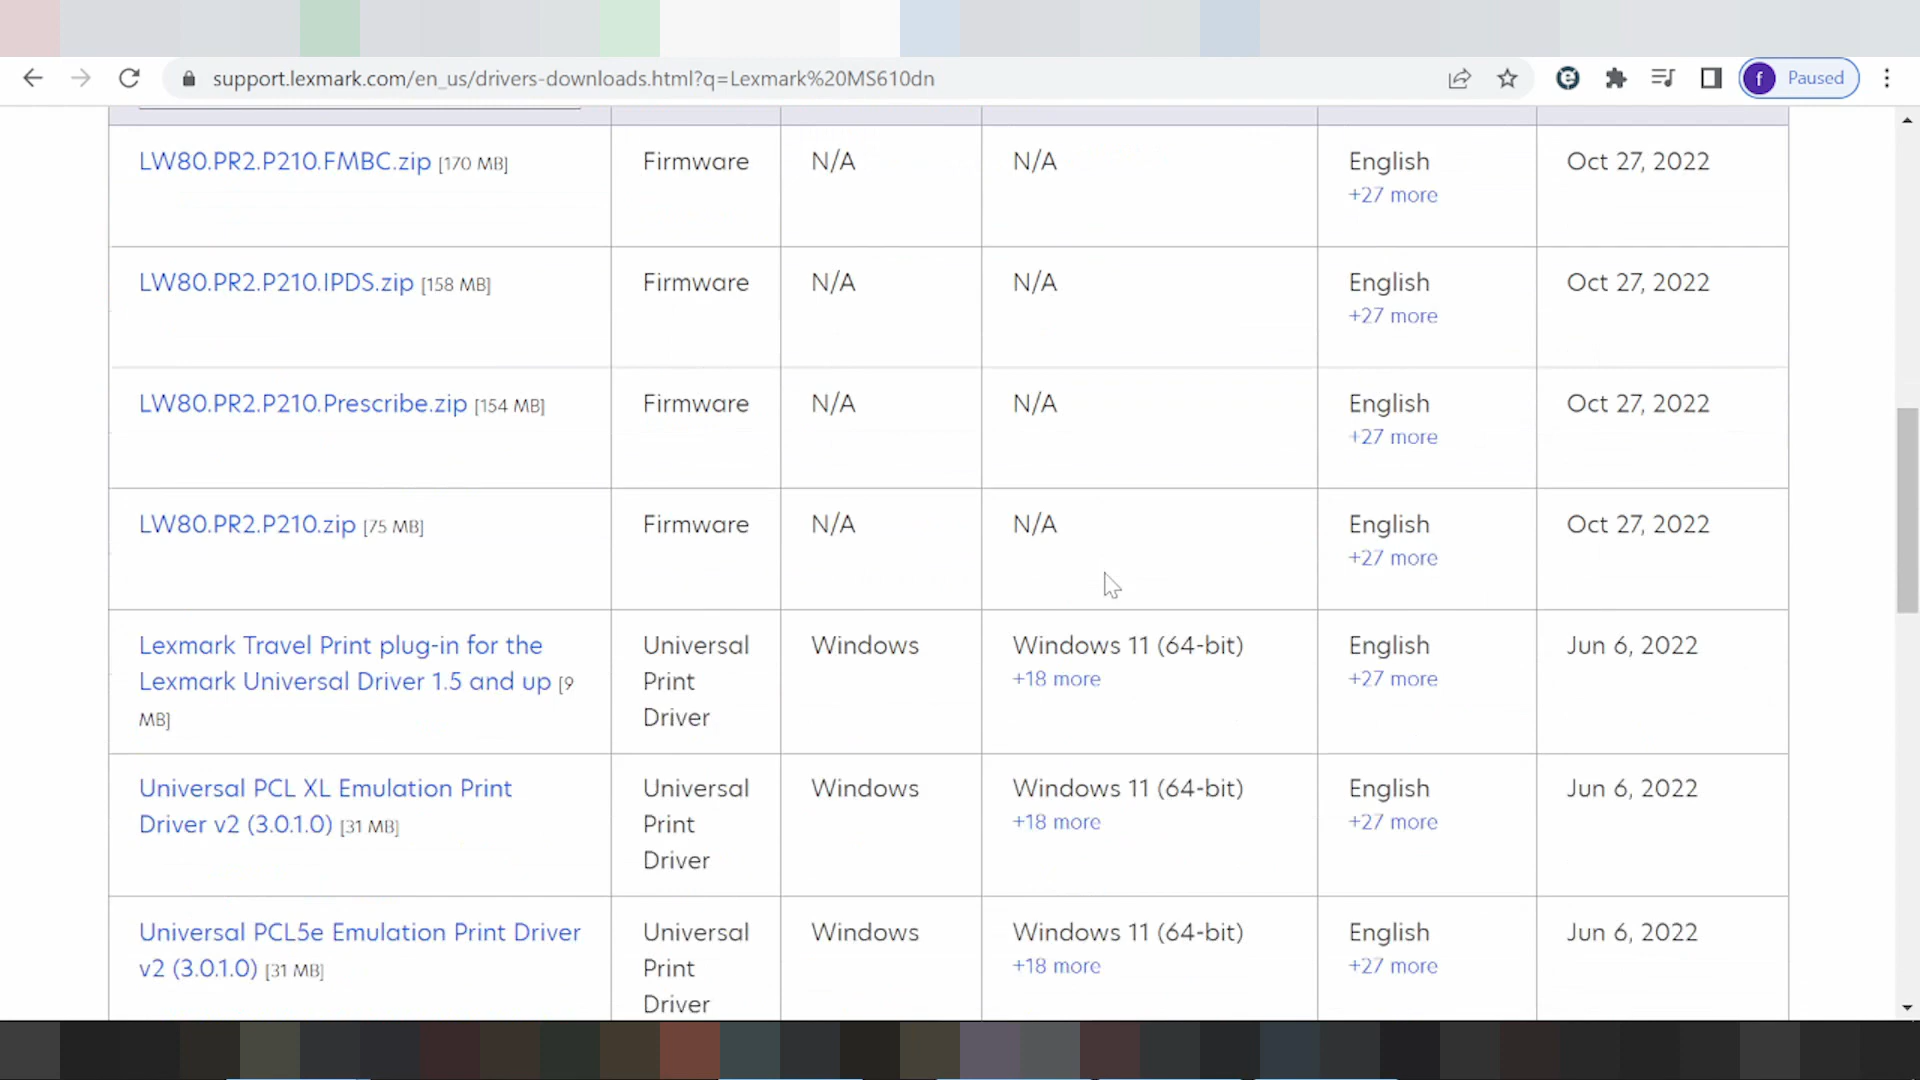 support.lexmark.com/en_us/drivers-downloads.html?q=Lexmark%20MS610dn
f Paused
LW80.PR2.P210.FMBC.zip [170 MB] Firmware N/A N/A English Oct 27, 2022
+27 more
LW80.PR2.P210.IPDS.zip [158 MB] Firmware N/A N/A English Oct 27, 2022
+27 more
LW80.PR2.P210.Prescribe.zip [154 MB] Firmware N/A N/A English Oct 27, 2022
+27 more
LW80.PR2.P210.zip [75 MB] Firmware N/A N/A English Oct 27, 2022
+27 more
Lexmark Travel Print plug-in for the Universal Windows Windows 11 (64-bit) English Jun 6, 2022
Lexmark Universal Driver 1.5 and up [9 Print +18 more +27 more
MB] Driver
Universal PCL XL Emulation Print Universal Windows Windows 11 (64-bit) English Jun 6, 2022
Driver v2 (3.0.1.0) [31 MB] Print +18 more +27 more
Driver
Universal PCL5e Emulation Print Driver Universal Windows Windows 11 (64-bit) English Jun 6, 2022
v2 (3.0.1.0) [31 MB] Print +18 more +27 more
Driver